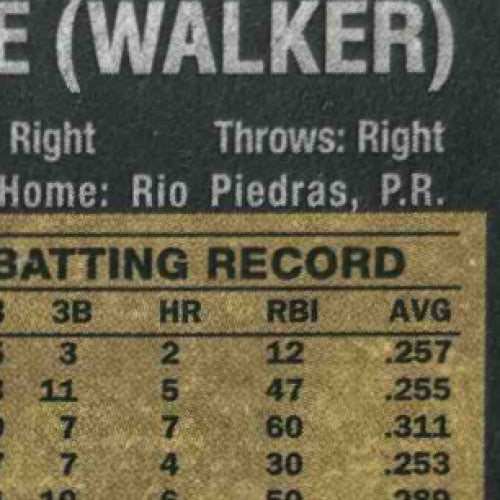 (WALKER)
Right Throws: Right
Home: Rio Piedras, P.R.
BATTING RECORD
3B HR RBI AVG
3 2 12 .257
11 5 47 .255
7 7 60 .311
7 4 30 .253